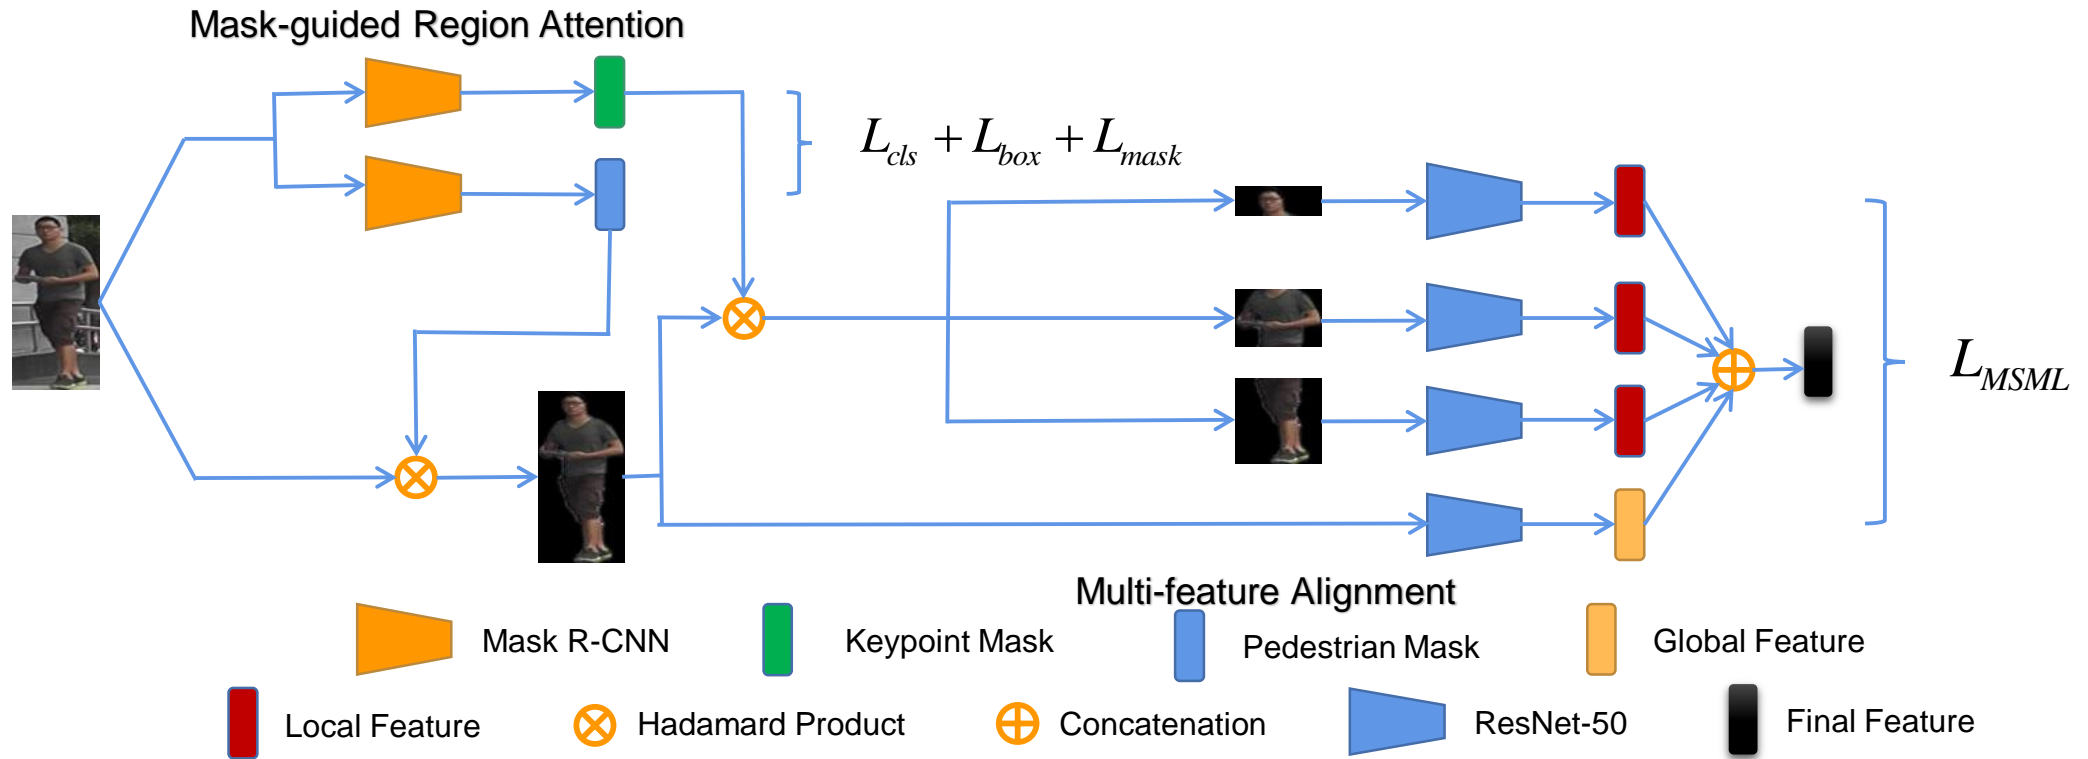 Mask-guided Region Attention
L_cls + L_box + L_mask
L_MSML
Multi-feature Alignment
Mask R-CNN
Keypoint Mask
Pedestrian Mask
Global Feature
Local Feature
Hadamard Product
Concatenation
ResNet-50
Final Feature